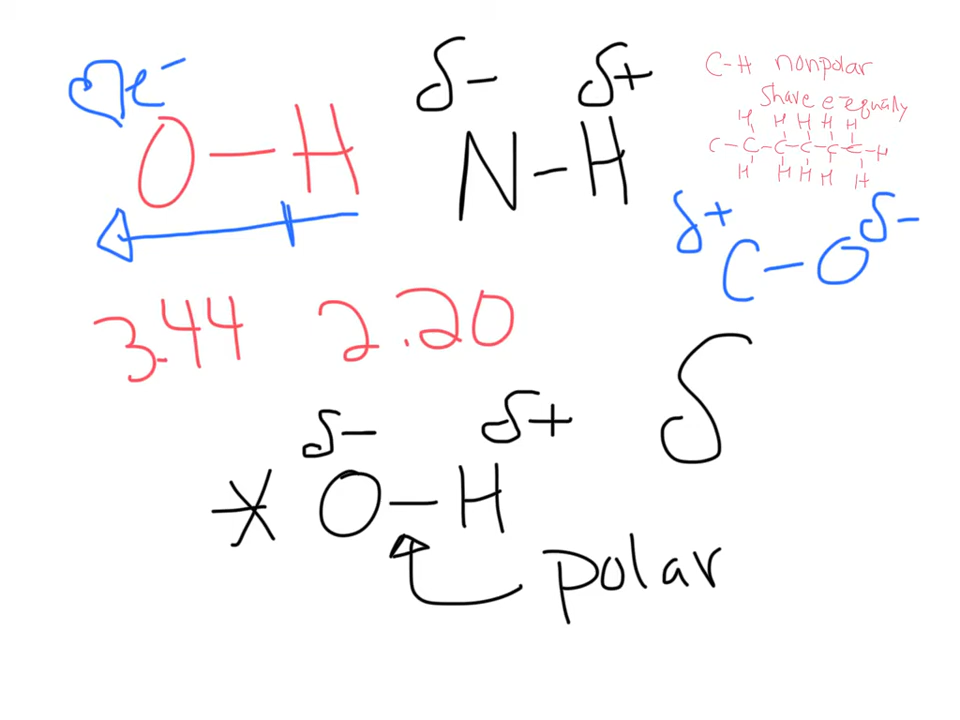 e⁻
O-H
3.44 2.20
δ- δ+
N-H
C-H nonpolar
Share e- equally
H H H H H
C-C-C-C-C-C-H
H H H H H
δ+ δ-
C-O
δ
δ- δ+
* O-H
polar